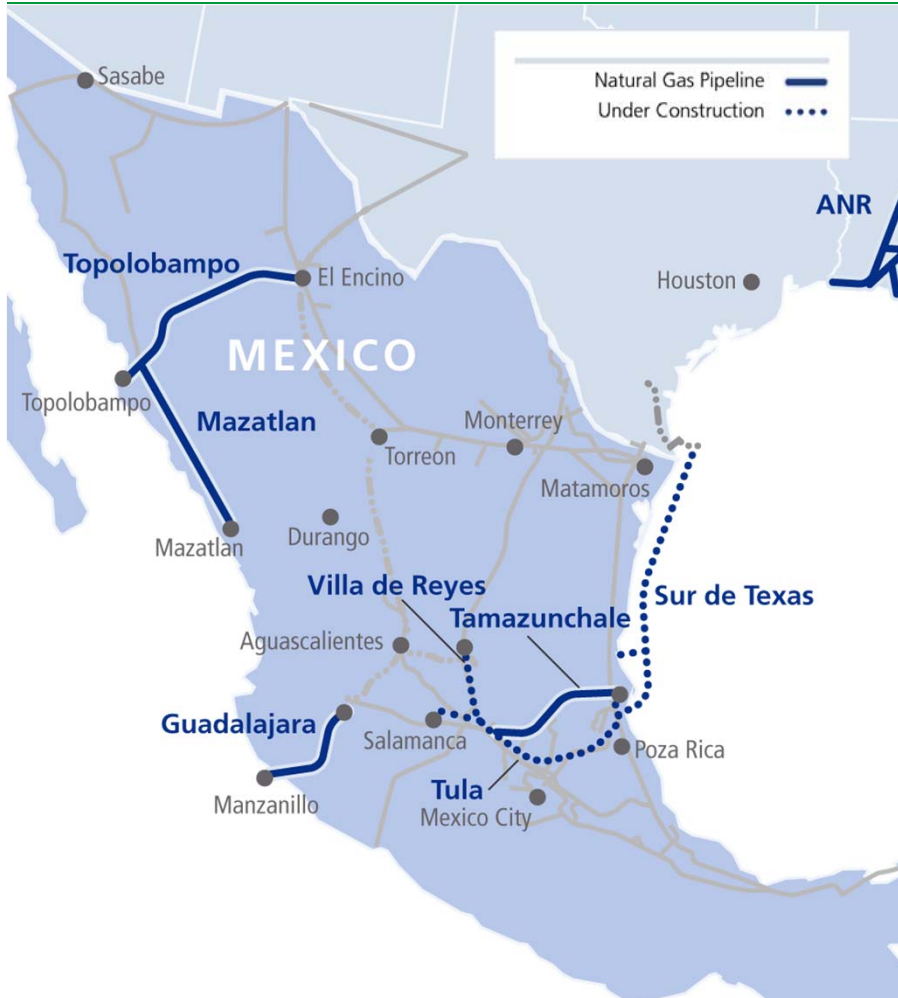 Sasabe
Natural Gas Pipeline
Under Construction
ANR
Topolobampo
El Encino
Houston
MEXICO
Topolobampo
Mazatlan
Monterrey
Torreon
Matamoros
Durango
Mazatlan
Villa de Reyes
Sur de Texas
Tamazunchale
Aguascalientes
Guadalajara
Salamanca
Poza Rica
Tula
Manzanillo
Mexico City